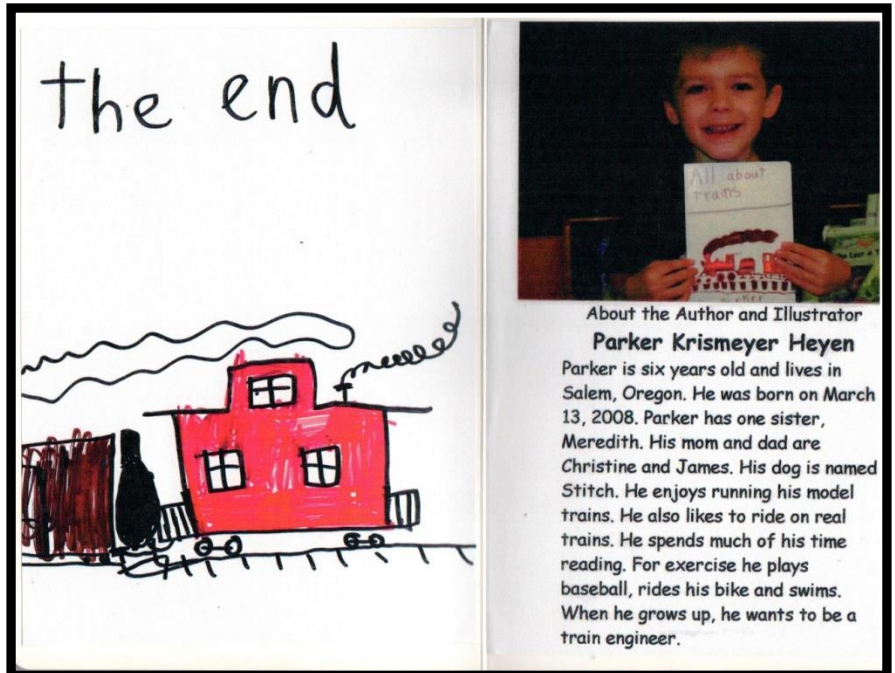 the end
All about
Trains
Parker
About the Author and Illustrator
Parker Krismeyer Heyen
Parker is six years old and lives in
Salem, Oregon. He was born on March
13, 2008. Parker has one sister,
Meredith. His mom and dad are
Christine and James. His dog is named
Stitch. He enjoys running his model
trains. He also likes to ride on real
trains. He spends much of his time
reading. For exercise he plays
baseball, rides his bike and swims.
When he grows up, he wants to be a
train engineer.